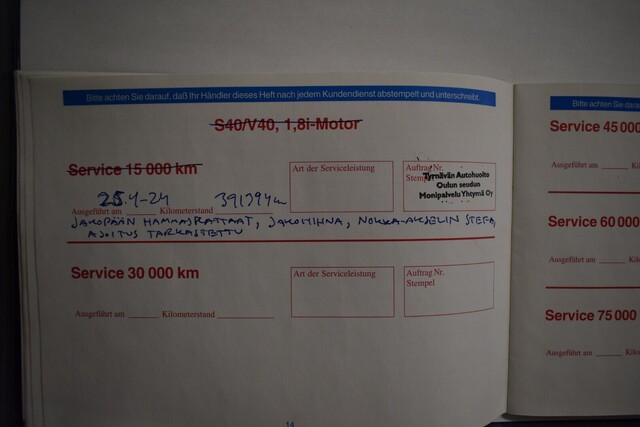 Bitte achten Sie darauf, daß Ihr Händler dieses Heft nach jedem Kundendienst abstempelt und unterschreibt.
S40/V40, 1,8i-Motor
Service 15 000 km
Art der Serviceleistung
Auftrag Nr.
Stempel
Tyrnävän Autohuolto
Oulun seudun
Monipalvelu Yhtymä Oy
25.4-24 391794 km
Ausgeführt am Kilometerstand
JAKOPÄÄN HAMMASRATTAAT, JAKOHIHNA, NOKKA-AKSELIN STEFA,
AJOITUS TARKASTETTU
Service 30 000 km
Art der Serviceleistung
Auftrag Nr.
Stempel
Ausgeführt am Kilometerstand
14
Bitte achten Sie darauf
Service 45 000
Ausgeführt am
Service 60 000
Ausgeführt am
Service 75 000
Ausgeführt am